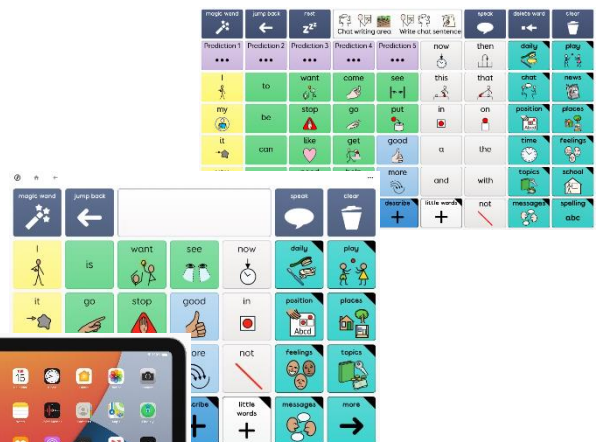 magic wand jump back rest speak delete word clear
zzz
Chat writing area Write chat sentence
Prediction 1 Prediction 2 Prediction 3 Prediction 4 Prediction 5 now then daily play
I to want come see this that chat news
my be stop go put in on position places
Abcd
it can like get good a the time feelings
more and with topics school
describe little words not messages spelling
abc
magic wand jump back speak clear
I is want see now daily play
it go stop good in position places
Abcd
not feelings topics
little words messages more
15